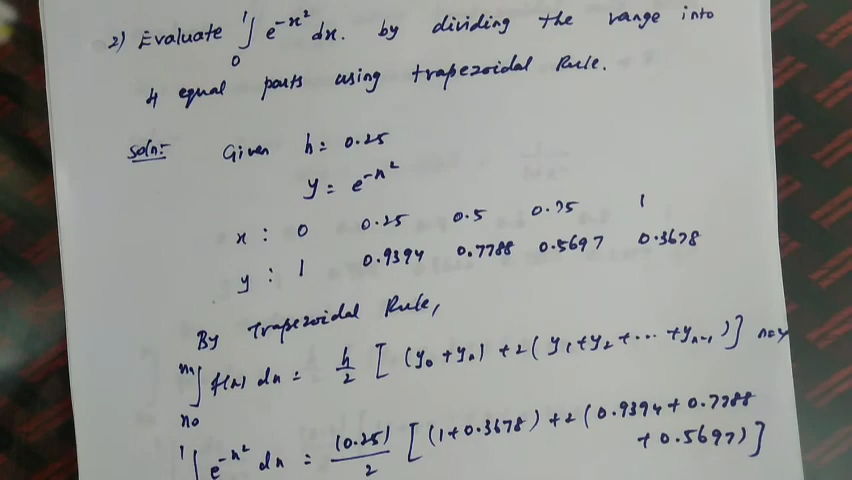 2) Evaluate ∫₀¹ e^{-x²} dx. by dividing the range into
4 equal parts using trapezoidal Rule.
Soln:- Given h = 0.25
y = e^{-x²}
x : 0 0.25 0.5 0.75 1
y : 1 0.9394 0.7788 0.5697 0.3678
By Trapezoidal Rule,
∫ f(x) dx = h/2 [ (y₀ + yₙ) + 2 ( y₁ + y₂ + ... + yₙ₋₁ ) ]
∫¹ e^{-x²} dx = (0.25)/2 [ (1 + 0.3678) + 2 ( 0.9394 + 0.7788
+ 0.5697 ) ]